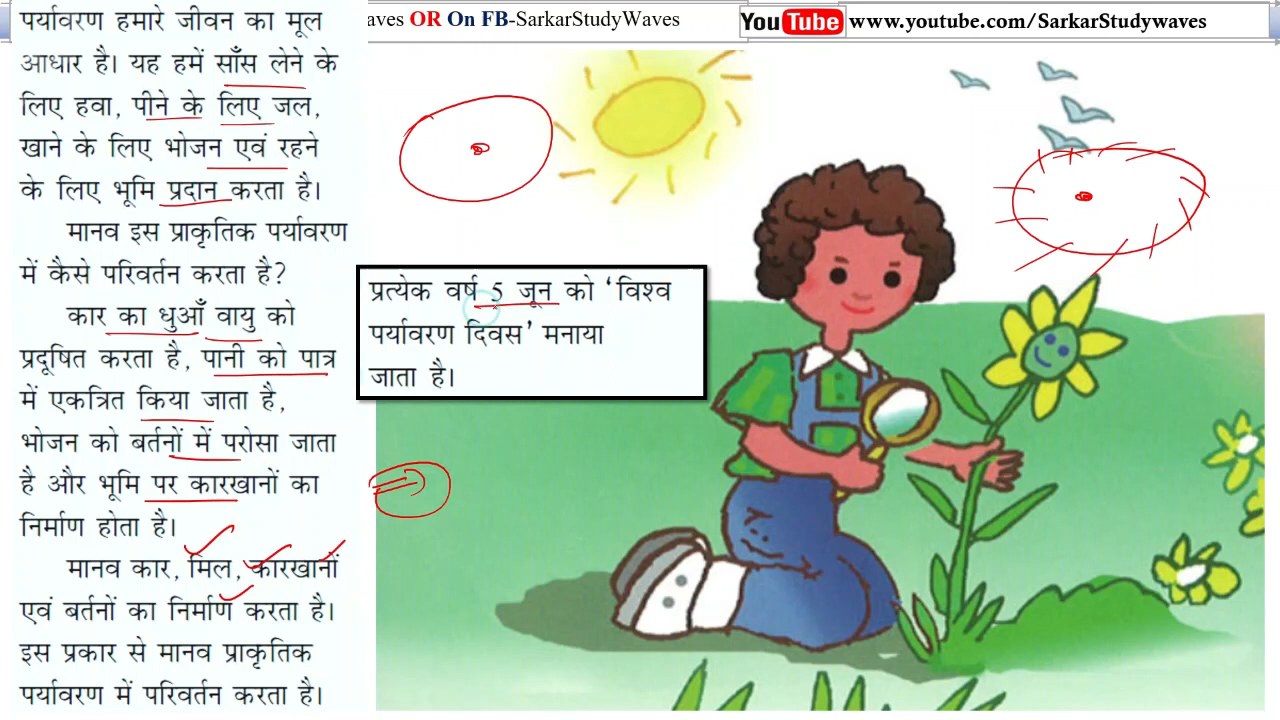 aves OR On FB-SarkarStudyWaves
YouTube www.youtube.com/SarkarStudywaves
पर्यावरण हमारे जीवन का मूल
आधार है। यह हमें साँस लेने के
लिए हवा, पीने के लिए जल,
खाने के लिए भोजन एवं रहने
के लिए भूमि प्रदान करता है।
मानव इस प्राकृतिक पर्यावरण
में कैसे परिवर्तन करता है?
कार का धुआँ वायु को
प्रदूषित करता है, पानी को पात्र
में एकत्रित किया जाता है,
भोजन को बर्तनों में परोसा जाता
है और भूमि पर कारखानों का
निर्माण होता है।
मानव कार, मिल, कारखानों
एवं बर्तनों का निर्माण करता है।
इस प्रकार से मानव प्राकृतिक
पर्यावरण में परिवर्तन करता है।
प्रत्येक वर्ष 5 जून को ‘विश्व
पर्यावरण दिवस’ मनाया
जाता है।